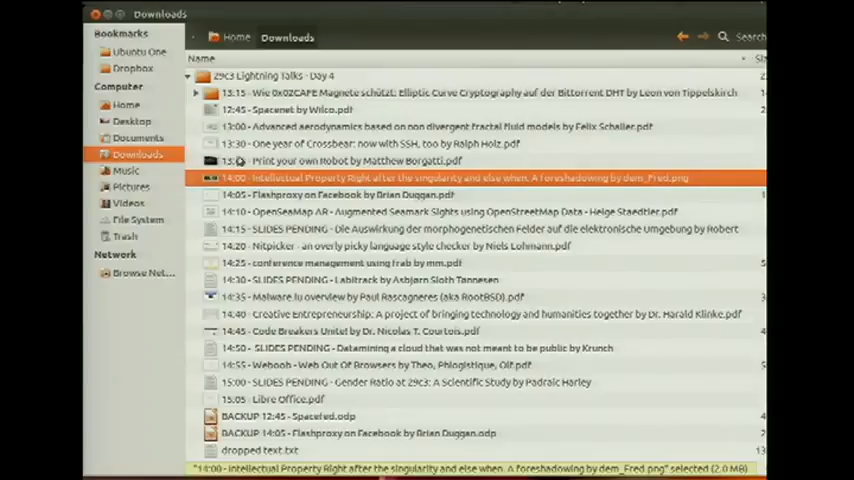 Downloads
Bookmarks
Ubuntu One
Dropbox
Computer
Home
Desktop
Documents
Downloads
Music
Pictures
Videos
File System
Trash
Network
Browse Net...
Home
Downloads
Search
Name
29c3 Lightning Talks - Day 4
13:15 - Wie 0x02CAFE Magnete schützt: Elliptic Curve Cryptography auf der Bittorrent DHT by Leon von Tippelskirch
12:45 - Spacenet by Wilco.pdf
13:00 - Advanced aerodynamics based on non divergent fractal fluid models by Felix Schaller.pdf
13:30 - One year of Crossbear: now with SSH, too by Ralph Holz.pdf
Print your own Robot by Matthew Borgatti.pdf
14:00 - Intellectual Property Right after the singularity and else when. A foreshadowing by dem_Fred.png
14:05 - Flashproxy on Facebook by Brian Duggan.pdf
14:10 - OpenSeaMap AR - Augmented Seamark Sights using OpenStreetMap Data - Helge Staedtler.pdf
14:15 - SLIDES PENDING - Die Auswirkung der morphogenetischen Felder auf die elektronische Umgebung by Robert
14:20 - Nitpicker - an overly picky language style checker by Niels Lohmann.pdf
14:25 - conference management using frab by mm.pdf
14:30 - SLIDES PENDING - Labitrack by Asbjørn Sloth Tønnesen
14:35 - Malware.lu overview by Paul Rascagneres (aka RootBSD).pdf
14:40 - Creative Entrepreneurship: A project of bringing technology and humanities together by Dr. Harald Klinke.pdf
14:45 - Code Breakers Unite! by Dr. Nicolas T. Courtois.pdf
14:50 - SLIDES PENDING - Datamining a cloud that was not meant to be public by Krunch
14:55 - Weboob - Web Out Of Browsers by Theo, Phlogistique, Olf.pdf
15:00 - SLIDES PENDING - Gender Ratio at 29c3: A Scientific Study by Padraic Harley
15:05 - Libre Office.pdf
BACKUP 12:45 - Spacefed.odp
BACKUP 14:05 - Flashproxy on Facebook by Brian Duggan.odp
dropped text.txt
"14:00 - Intellectual Property Right after the singularity and else when. A foreshadowing by dem_Fred.png" selected (2.0 MB)